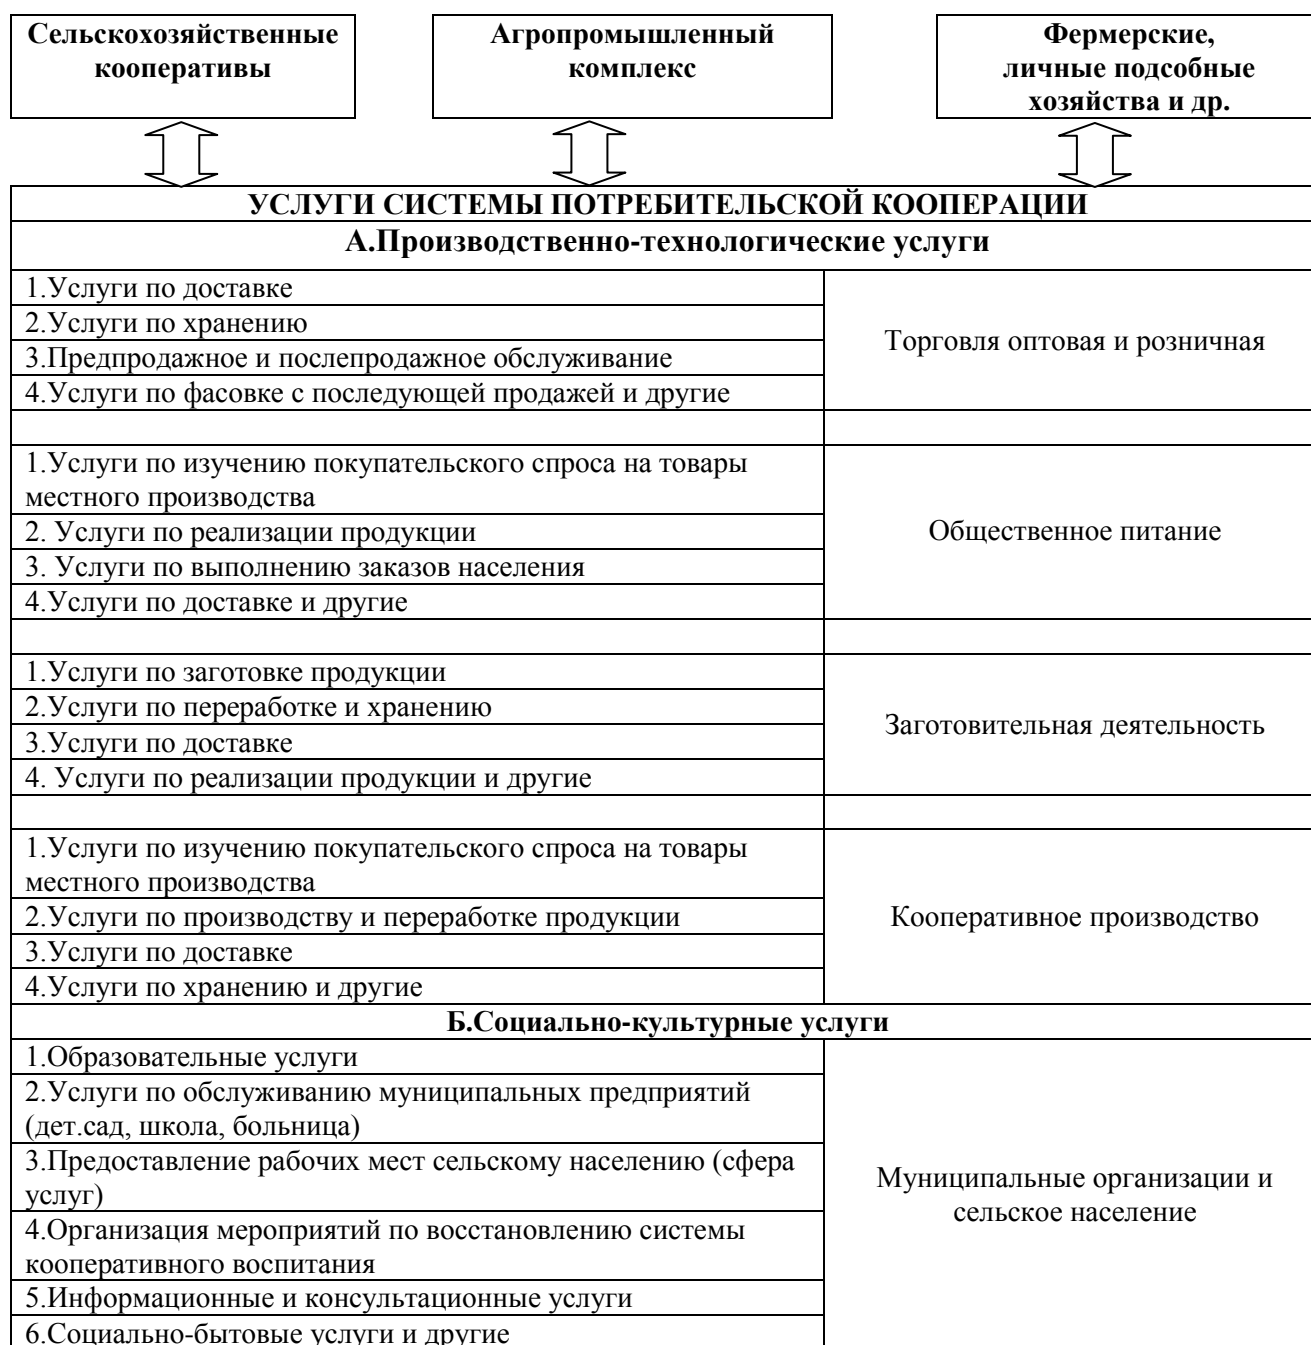 Сельскохозяйственные
кооперативы
Агропромышленный
комплекс
Фермерские,
личные подсобные
хозяйства и др.
УСЛУГИ СИСТЕМЫ ПОТРЕБИТЕЛЬСКОЙ КООПЕРАЦИИ
А.Производственно-технологические услуги
1.Услуги по доставке
2.Услуги по хранению
3.Предпродажное и послепродажное обслуживание
4.Услуги по фасовке с последующей продажей и другие
Торговля оптовая и розничная
1.Услуги по изучению покупательского спроса на товары
местного производства
2. Услуги по реализации продукции
3. Услуги по выполнению заказов населения
4.Услуги по доставке и другие
Общественное питание
1.Услуги по заготовке продукции
2.Услуги по переработке и хранению
3.Услуги по доставке
4. Услуги по реализации продукции и другие
Заготовительная деятельность
1.Услуги по изучению покупательского спроса на товары
местного производства
2.Услуги по производству и переработке продукции
3.Услуги по доставке
4.Услуги по хранению и другие
Кооперативное производство
Б.Социально-культурные услуги
1.Образовательные услуги
2.Услуги по обслуживанию муниципальных предприятий
(дет.сад, школа, больница)
3.Предоставление рабочих мест сельскому населению (сфера
услуг)
4.Организация мероприятий по восстановлению системы
кооперативного воспитания
5.Информационные и консультационные услуги
6.Социально-бытовые услуги и другие
Муниципальные организации и
сельское население